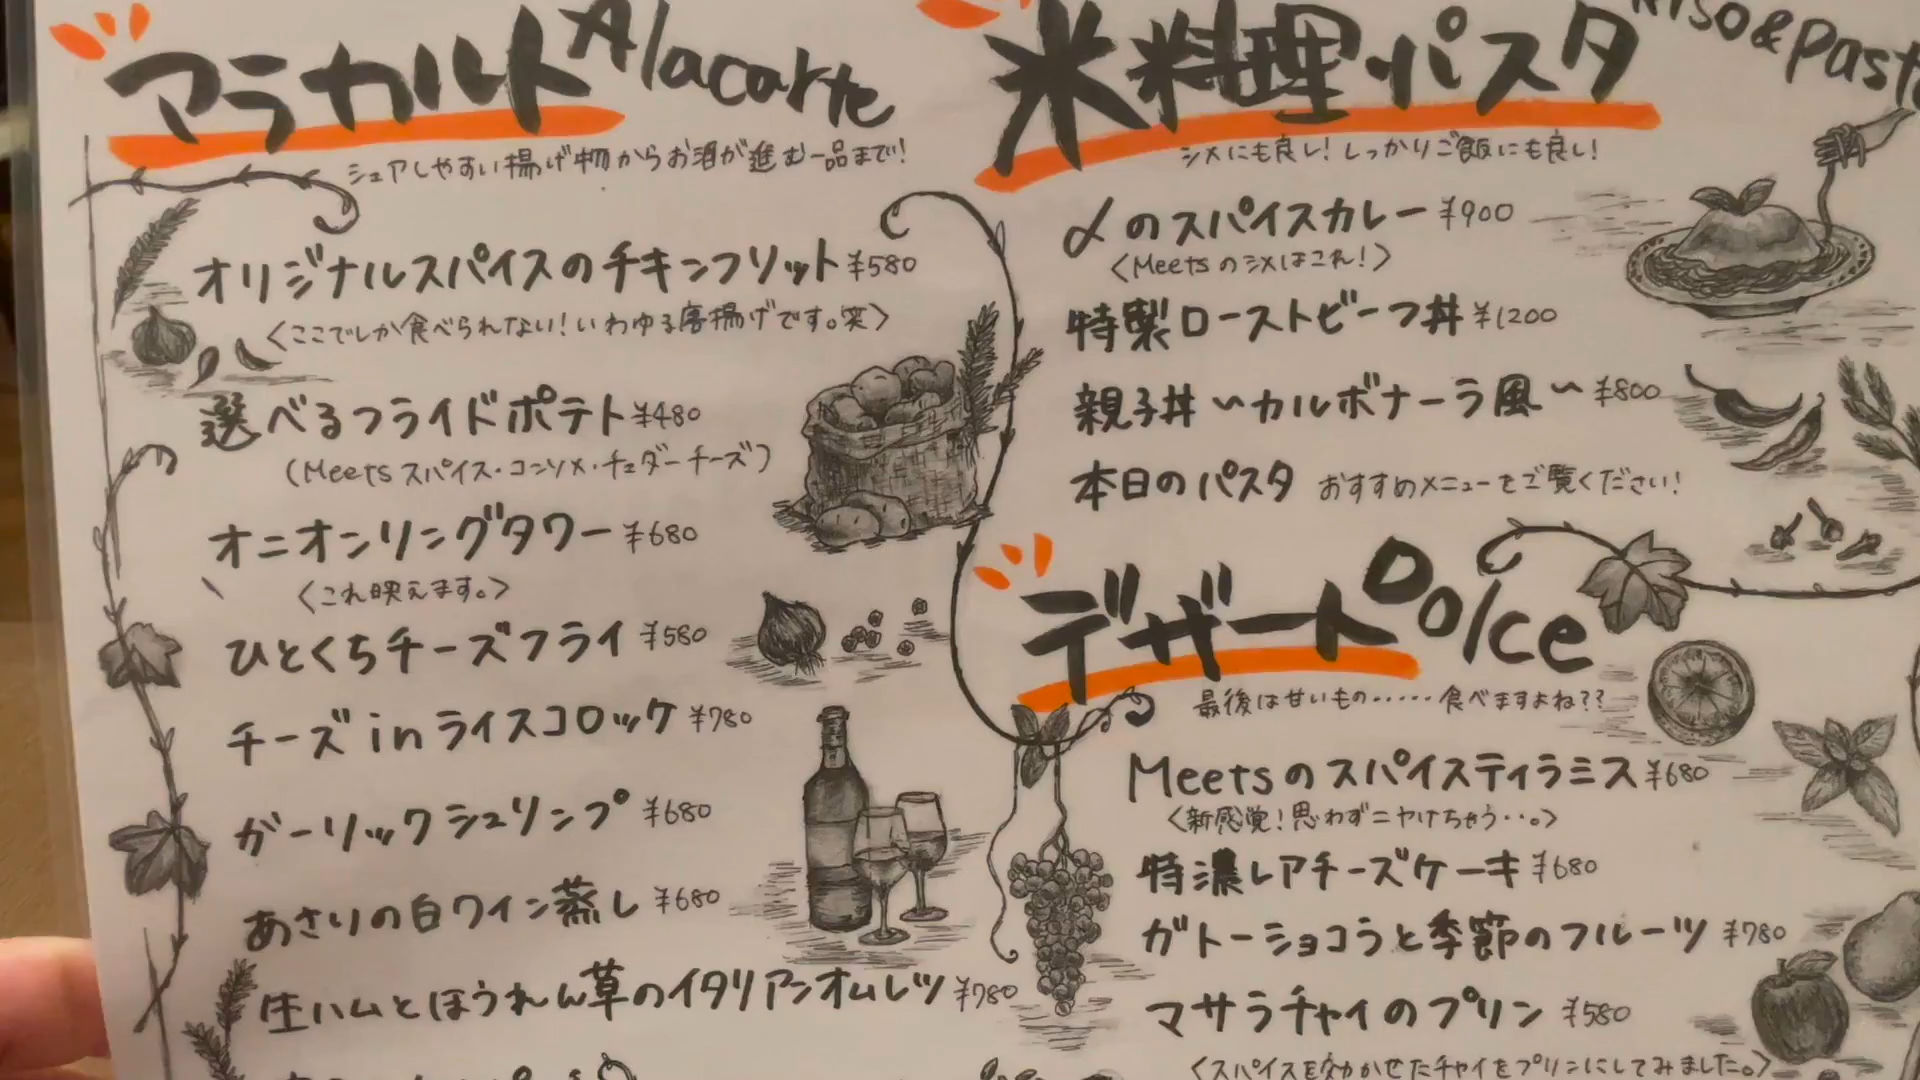 アラカルト Alacarte
シェアしやすい揚げ物からお酒が進む一品まで!
オリジナルスパイスのチキンフリット ¥580
〈ここでしか食べられない!いわゆる唐揚げです。笑〉
選べるフライドポテト ¥480
(Meetsスパイス・コンソメ・チェダーチーズ)
オニオンリングタワー ¥680
〈これ映えます。〉
ひとくちチーズフライ ¥580
チーズinライスコロッケ ¥780
ガーリックシュリンプ ¥680
あさりの白ワイン蒸し ¥680
生ハムとほうれん草のイタリアンオムレツ ¥780
米料理・パスタ Riso&Pasta
シメにも良し!しっかりご飯にも良し!
〆のスパイスカレー ¥900
〈Meetsのシメはこれ!〉
特製ローストビーフ丼 ¥1200
親子丼〜カルボナーラ風〜 ¥800
本日のパスタ おすすめメニューをご覧ください!
デザート Dolce
最後は甘いもの……食べますよね??
Meetsのスパイスティラミス ¥680
〈新感覚!思わずニヤけちゃう・・。〉
特濃レアチーズケーキ ¥680
ガトーショコラと季節のフルーツ ¥780
マサラチャイのプリン ¥580
〈スパイスを効かせたチャイをプリンにしてみました。〉